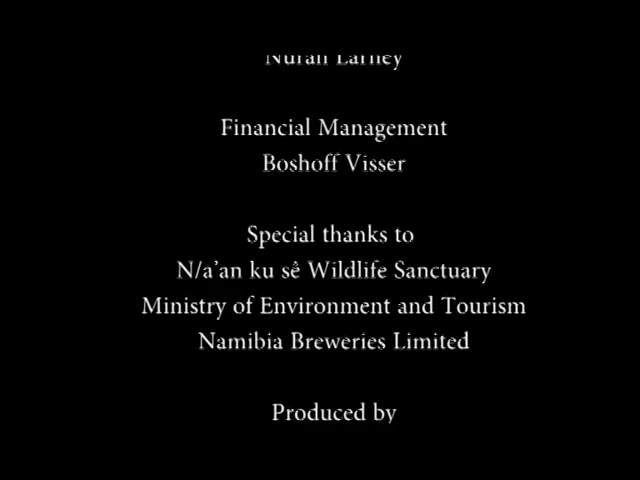 Financial Management
Boshoff Visser
Special thanks to
N/a’an ku sê Wildlife Sanctuary
Ministry of Environment and Tourism
Namibia Breweries Limited
Produced by